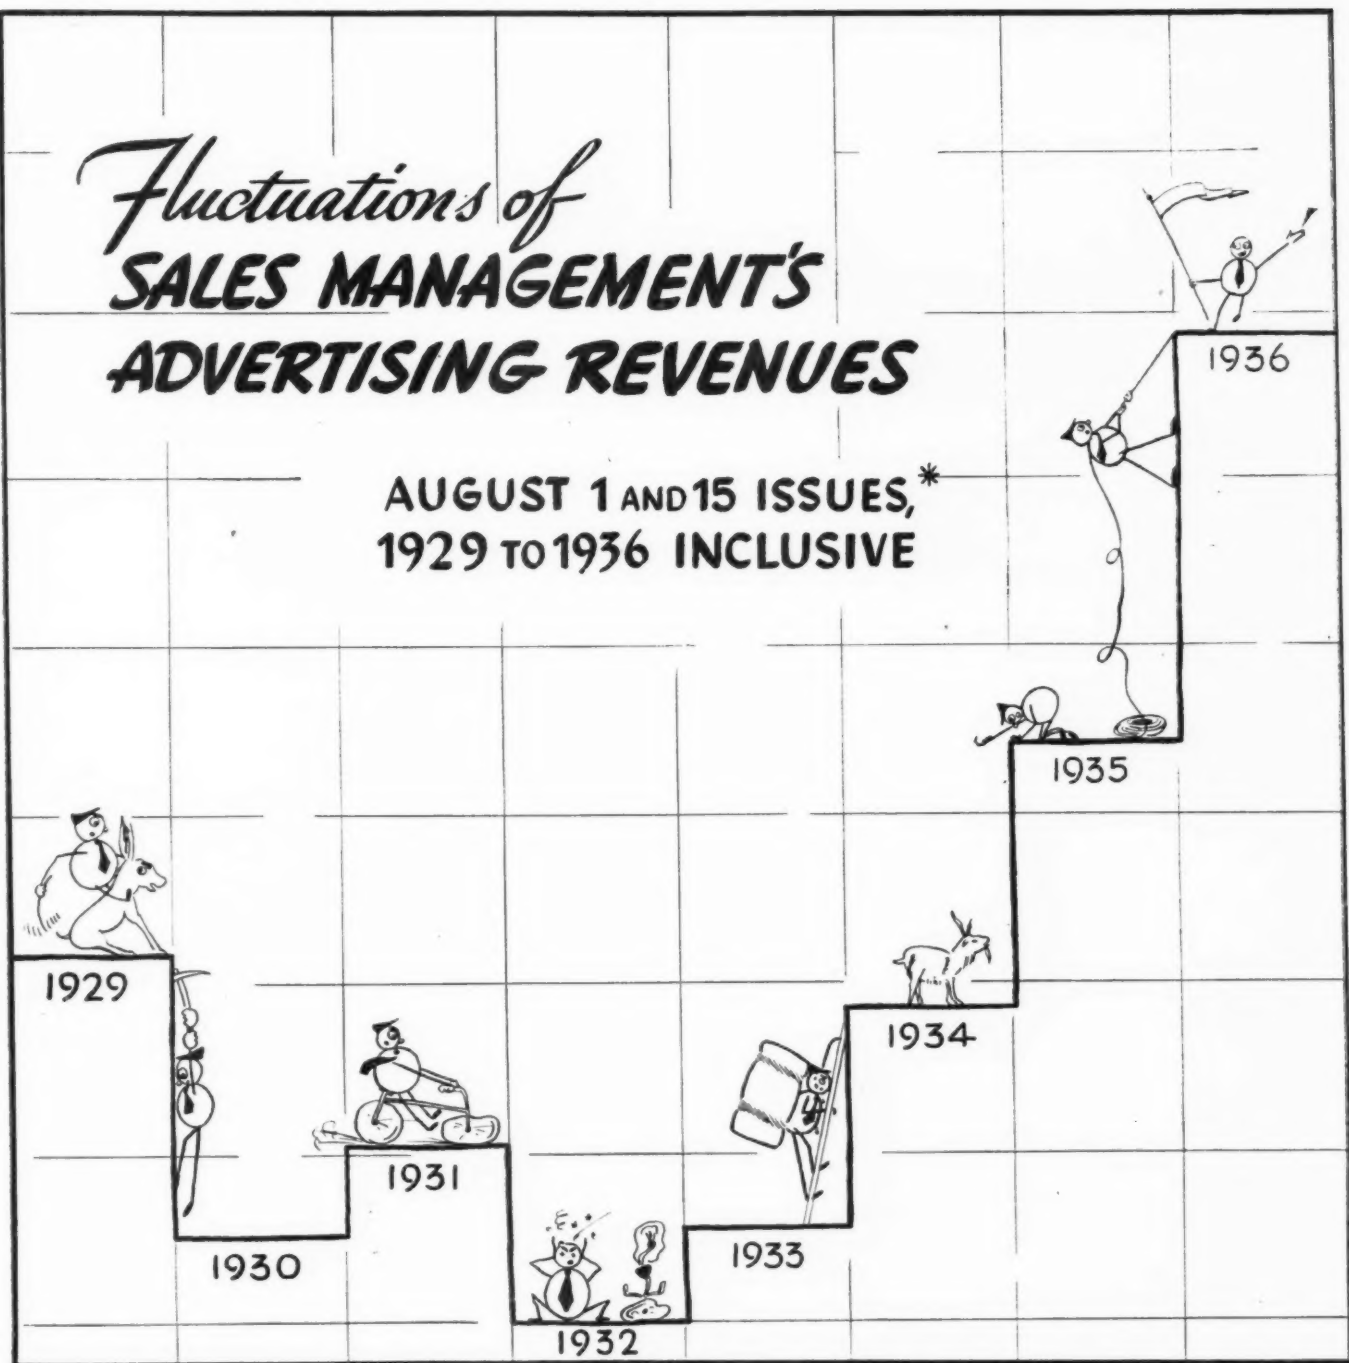 Fluctuations of
SALES MANAGEMENT'S
ADVERTISING REVENUES
AUGUST 1 AND 15 ISSUES,*
1929 TO 1936 INCLUSIVE
1936
1935
1929
1934
1931
1933
1930
1932